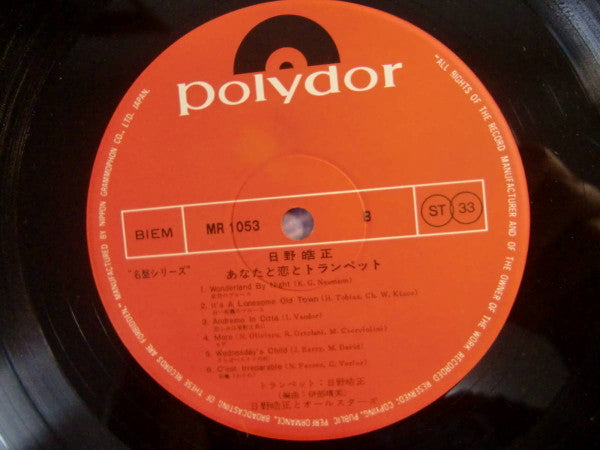 polydor
BIEM
MR 1053
B
ST 33
日野皓正
"名盤シリーズ"
あなたと恋とトランペット
1. Wonderland By Night (K. G. Neumann)
2. It's A Lonesome Old Town (H. Tobias, Ch. W. Kisco)
3. Andremo In Città (I. Vandor)
4. More (N. Oliviero, R. Ortolani, M. Ciorciolini)
モア
5. Wednesday's Child (J. Barry, M. David)
6. C'est Irreparable (N. Ferrer, G. Verlor)
トランペット：日野皓正
日野皓正とオールスターズ
MANUFACTURED BY NIPPON GRAMMOPHON CO., LTD. JAPAN.
"ALL RIGHTS OF THE RECORD MANUFACTURER AND OF THE OWNER OF THE WORK RECORDED RESERVED. COPYING, PUBLIC PERFORMANCE, BROADCASTING OF THESE RECORDS ARE FORBIDDEN."